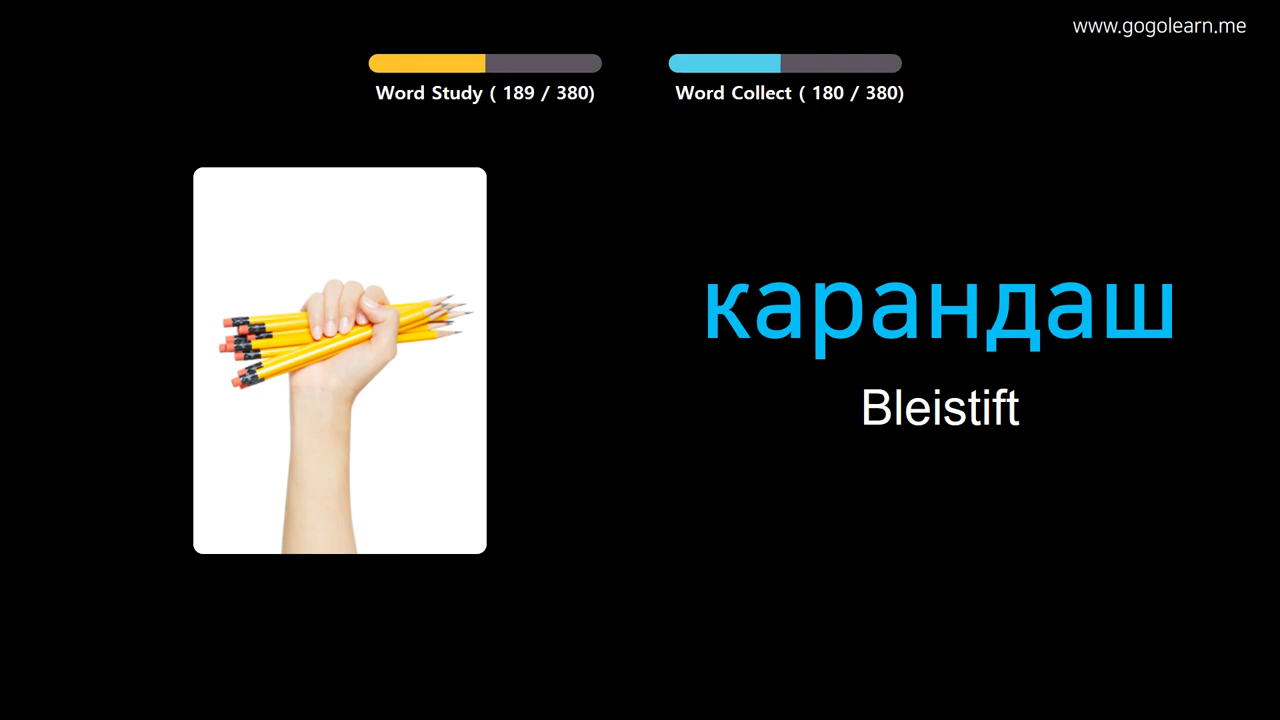 www.gogolearn.me
Word Study ( 189 / 380)
Word Collect ( 180 / 380)
карандаш
Bleistift